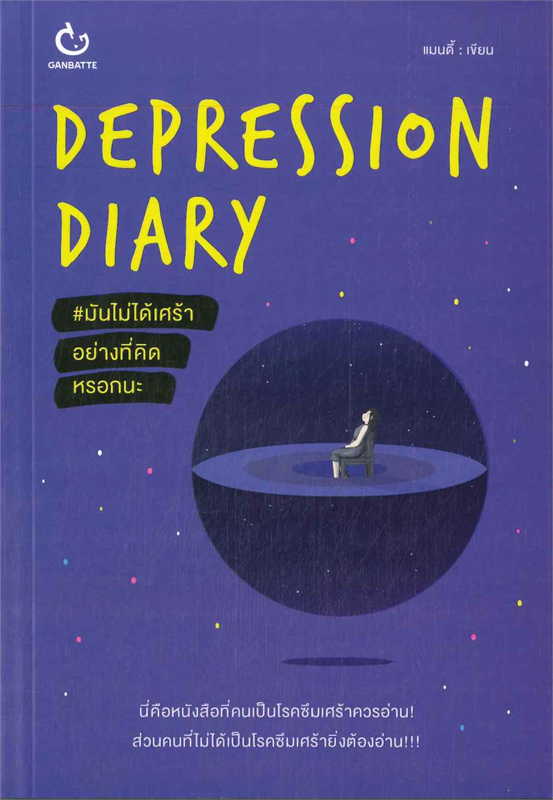 GANBATTE
แมนดี้ : เขียน
DEPRESSION
DIARY
#มันไม่ได้เศร้า
อย่างที่คิด
หรอกนะ
นี่คือหนังสือที่คนเป็นโรคซึมเศร้าควรอ่าน!
ส่วนคนที่ไม่ได้เป็นโรคซึมเศร้ายิ่งต้องอ่าน!!!